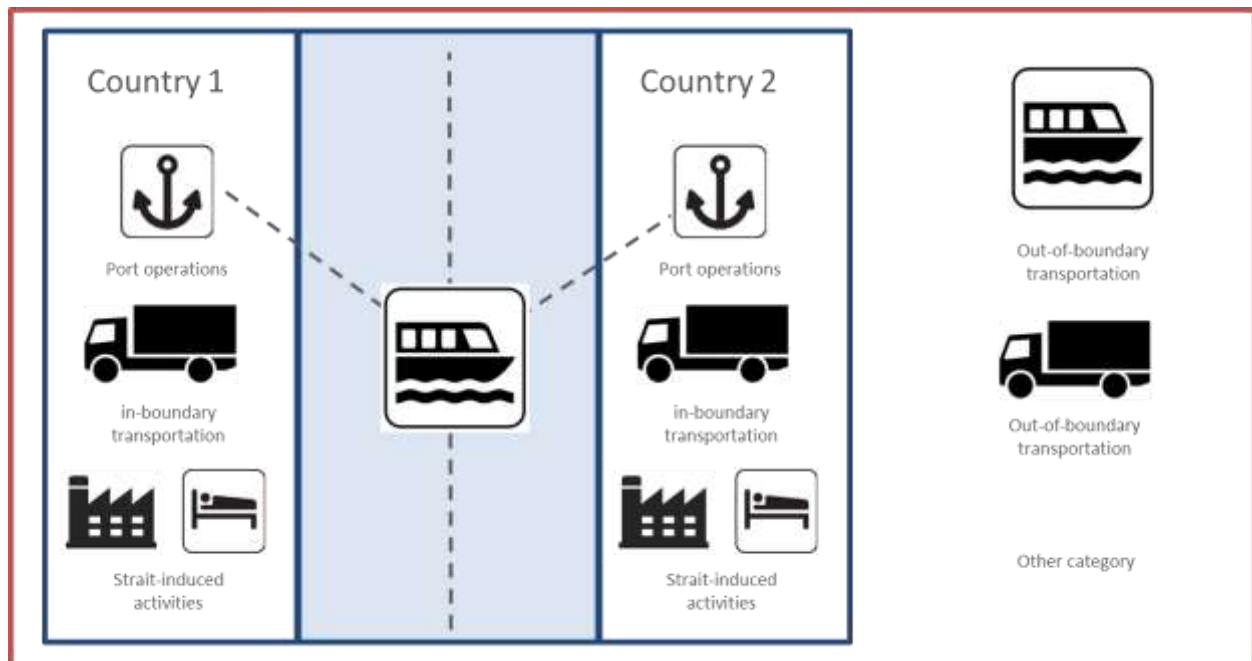 Country 1
Port operations
in-boundary
transportation
Strait-induced
activities
Country 2
Port operations
in-boundary
transportation
Strait-induced
activities
Out-of-boundary
transportation
Out-of-boundary
transportation
Other category